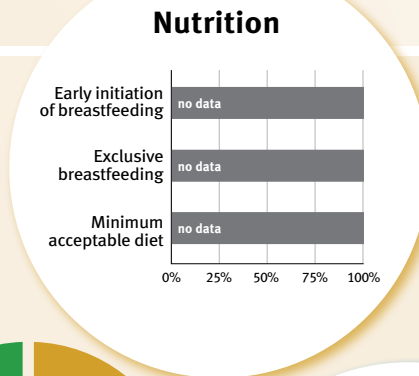 Nutrition
Early initiation
of breastfeeding
no data
Exclusive
breastfeeding
no data
Minimum
acceptable diet
no data
0% 25% 50% 75% 100%